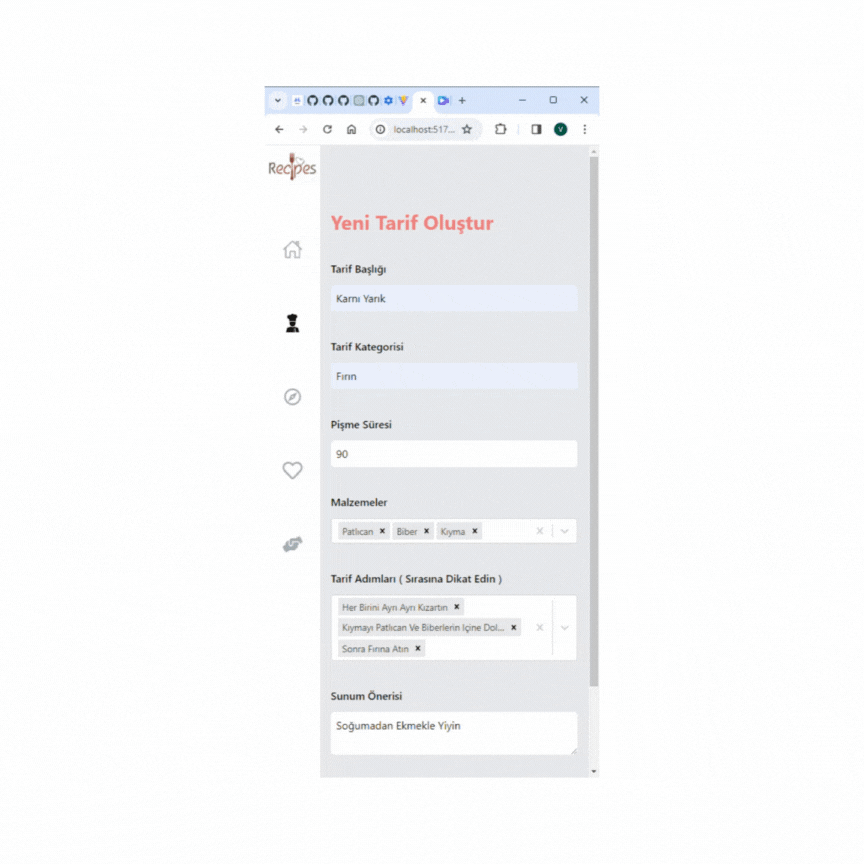 localhost:517...
V
Recipes
Yeni Tarif Oluştur
Tarif Başlığı
Karnı Yarık
Tarif Kategorisi
Fırın
Pişme Süresi
90
Malzemeler
Patlıcan Biber Kıyma
Tarif Adımları ( Sırasına Dikat Edin )
Her Birini Ayrı Ayrı Kızartın
Kıymayı Patlıcan Ve Biberlerin Içine Dol...
Sonra Fırına Atın
Sunum Önerisi
Soğumadan Ekmekle Yiyin